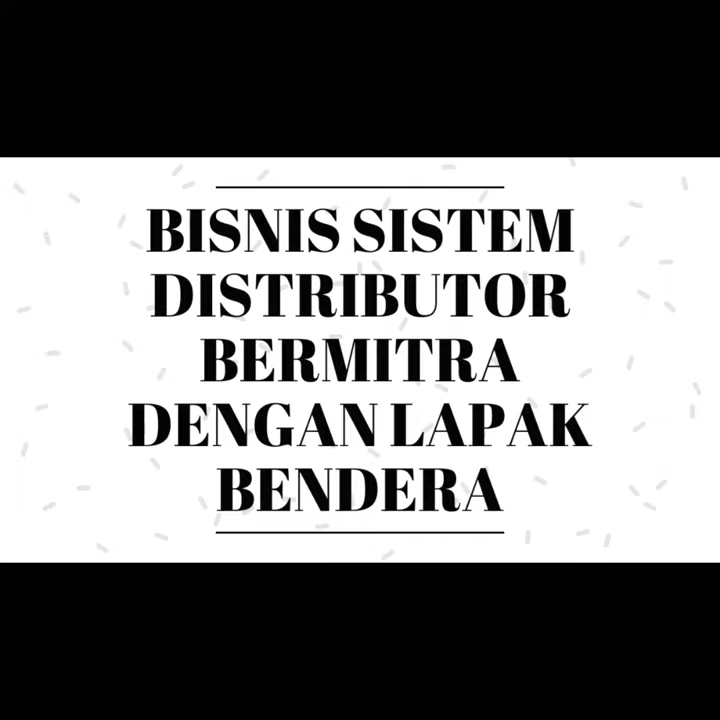 BISNIS SISTEM
DISTRIBUTOR
BERMITRA
DENGAN LAPAK
BENDERA